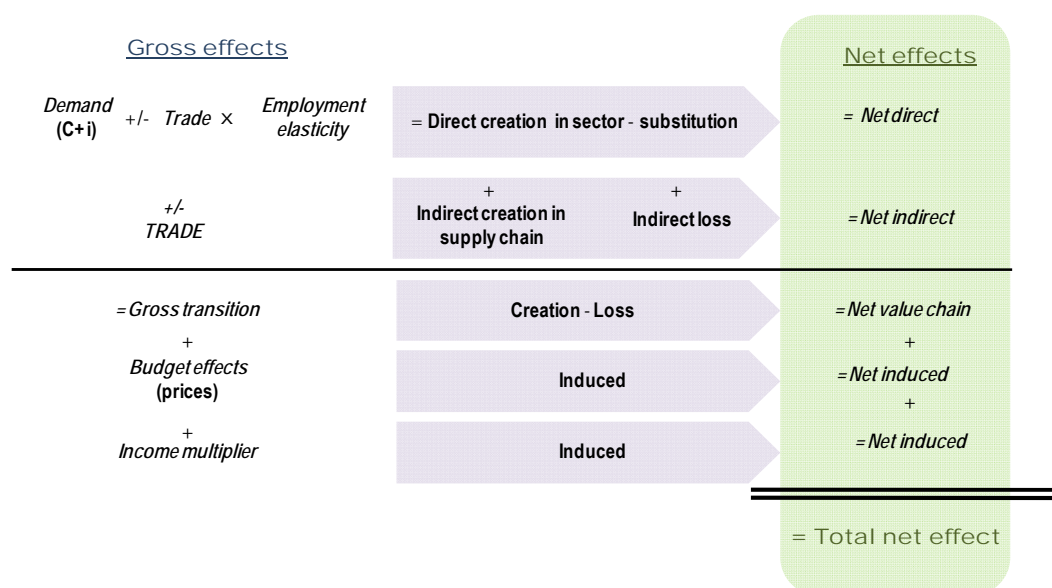 Gross effects
Net effects
Demand
(C+i)
+/- Trade ×
Employment
elasticity
= Direct creation in sector - substitution
= Net direct
+/-
TRADE
+
Indirect creation in
supply chain
+
Indirect loss
= Net indirect
= Gross transition
Creation - Loss
= Net value chain
+
Budget effects
(prices)
Induced
+
= Net induced
+
+
Income multiplier
Induced
= Net induced
= Total net effect